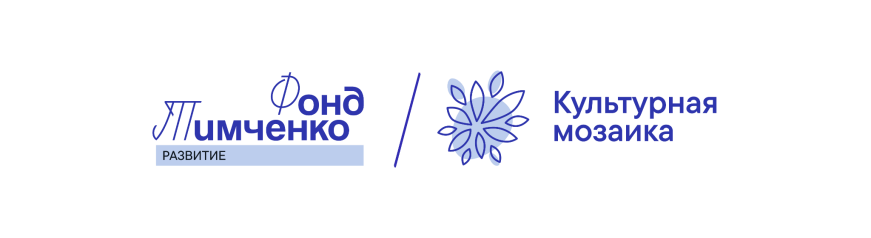 Фонд
Тимченко
РАЗВИТИЕ
Культурная
мозаика